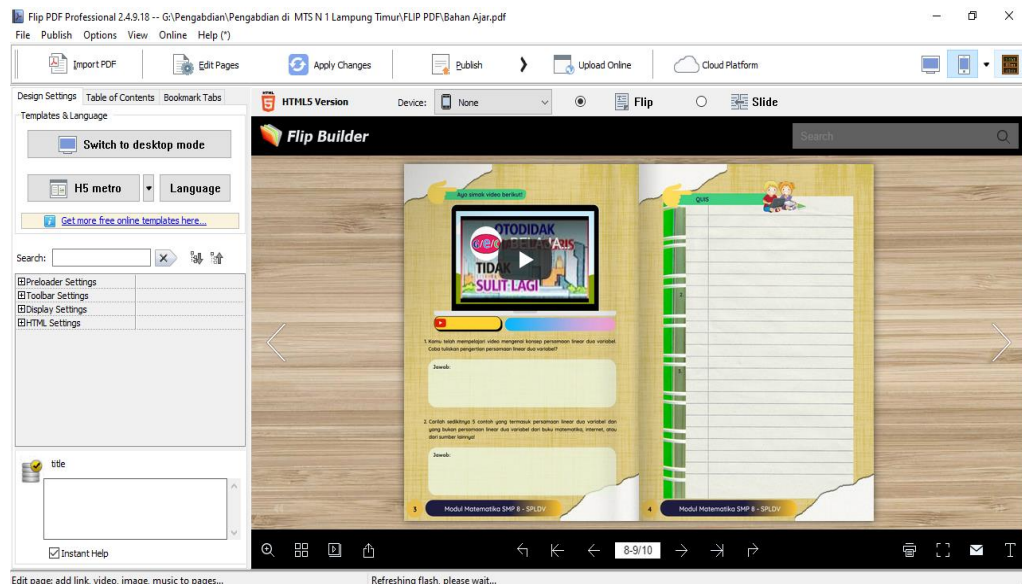 Flip PDF Professional 2.4.9.18 -- G:\Pengabdian\Pengabdian di MTS N 1 Lampung Timur\FLIP PDF\Bahan Ajar.pdf
File Publish Options View Online Help (*)
Import PDF Edit Pages Apply Changes Publish Upload Online Cloud Platform
Design Settings Table of Contents Bookmark Tabs
HTML5 Version Device: None Flip Slide
Templates & Language
Switch to desktop mode
H5 metro Language
Get more free online templates here...
Search:
Preloader Settings
Toolbar Settings
Display Settings
HTML Settings
title
Instant Help
Flip Builder Search
Ayo simak video berikut!
OTODIDAK
TIDAK
SULIT LAGI
1. Kamu telah mempelajari video mengenai konsep persamaan linear dua variabel.
Coba tuliskan pengertian persamaan linear dua variabel?
Jawab:
2. Carilah sedikitnya 5 contoh yang termasuk persamaan linear dua variabel dan
yang bukan persamaan linear dua variabel dari buku matematika, internet, atau
dari sumber lainnya!
Jawab:
3 Modul Matematika SMP 8 - SPLDV
QUIS
4 Modul Matematika SMP 8 - SPLDV
8-9/10
Edit page: add link, video, image, music to pages... Refreshing flash, please wait...